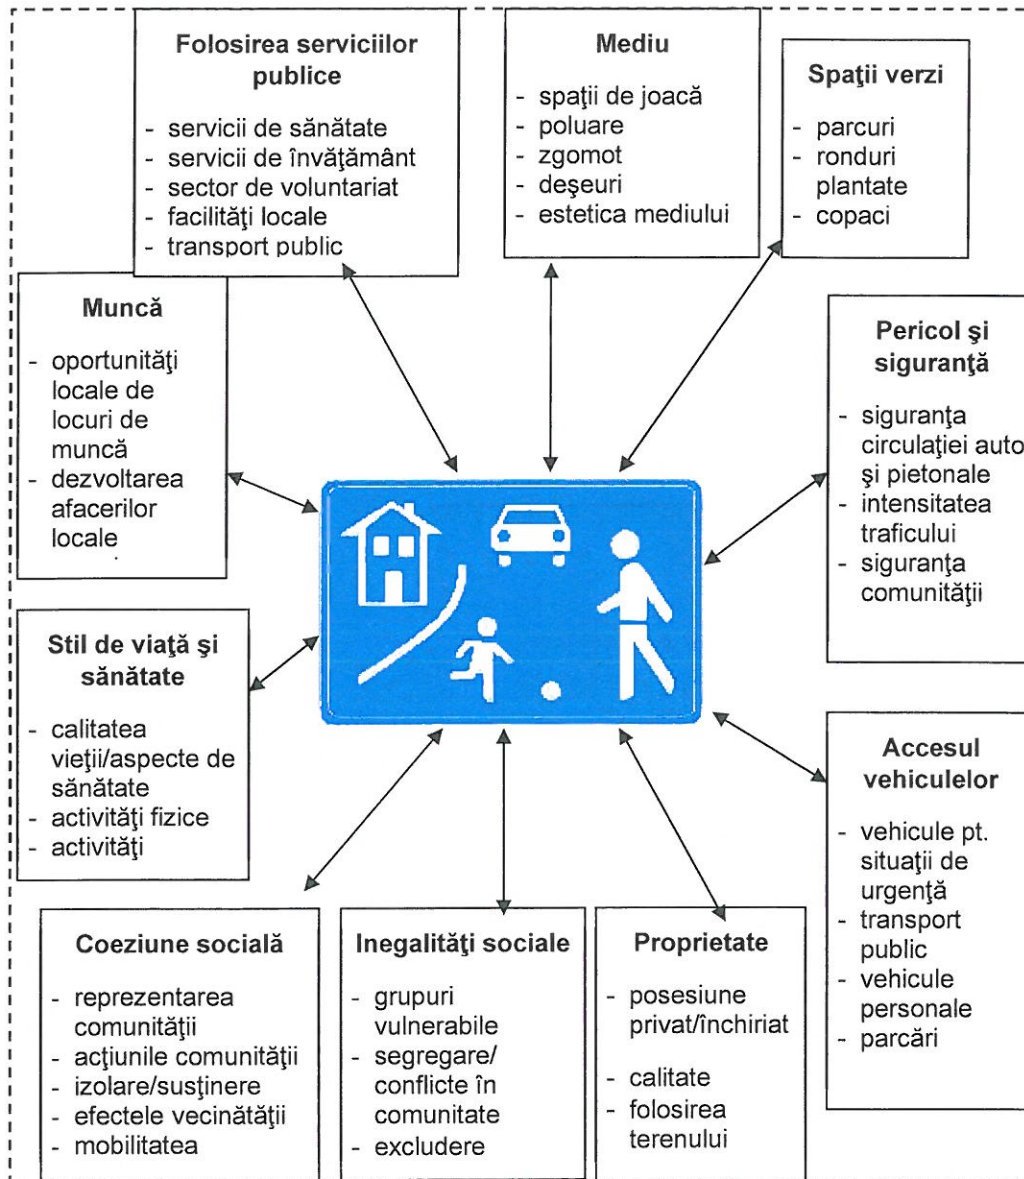 Folosirea serviciilor
publice
- servicii de sănătate
- servicii de învăţământ
- sector de voluntariat
- facilităţi locale
- transport public
Mediu
- spaţii de joacă
- poluare
- zgomot
- deşeuri
- estetica mediului
Spaţii verzi
- parcuri
- ronduri
plantate
- copaci
Muncă
- oportunităţi
locale de
locuri de
muncă
- dezvoltarea
afacerilor
locale
Pericol şi
siguranţă
- siguranţa
circulaţiei auto
şi pietonale
- intensitatea
traficului
- siguranţa
comunităţii
Stil de viaţă şi
sănătate
- calitatea
vieţii/aspecte de
sănătate
- activităţi fizice
- activităţi
Accesul
vehiculelor
- vehicule pt.
situaţii de
urgenţă
- transport
public
- vehicule
personale
- parcări
Coeziune socială
- reprezentarea
comunităţii
- acţiunile comunităţii
- izolare/susţinere
- efectele vecinătăţii
- mobilitatea
Inegalităţi sociale
- grupuri
vulnerabile
- segregare/
conflicte în
comunitate
- excludere
Proprietate
- posesiune
privat/închiriat
- calitate
- folosirea
terenului